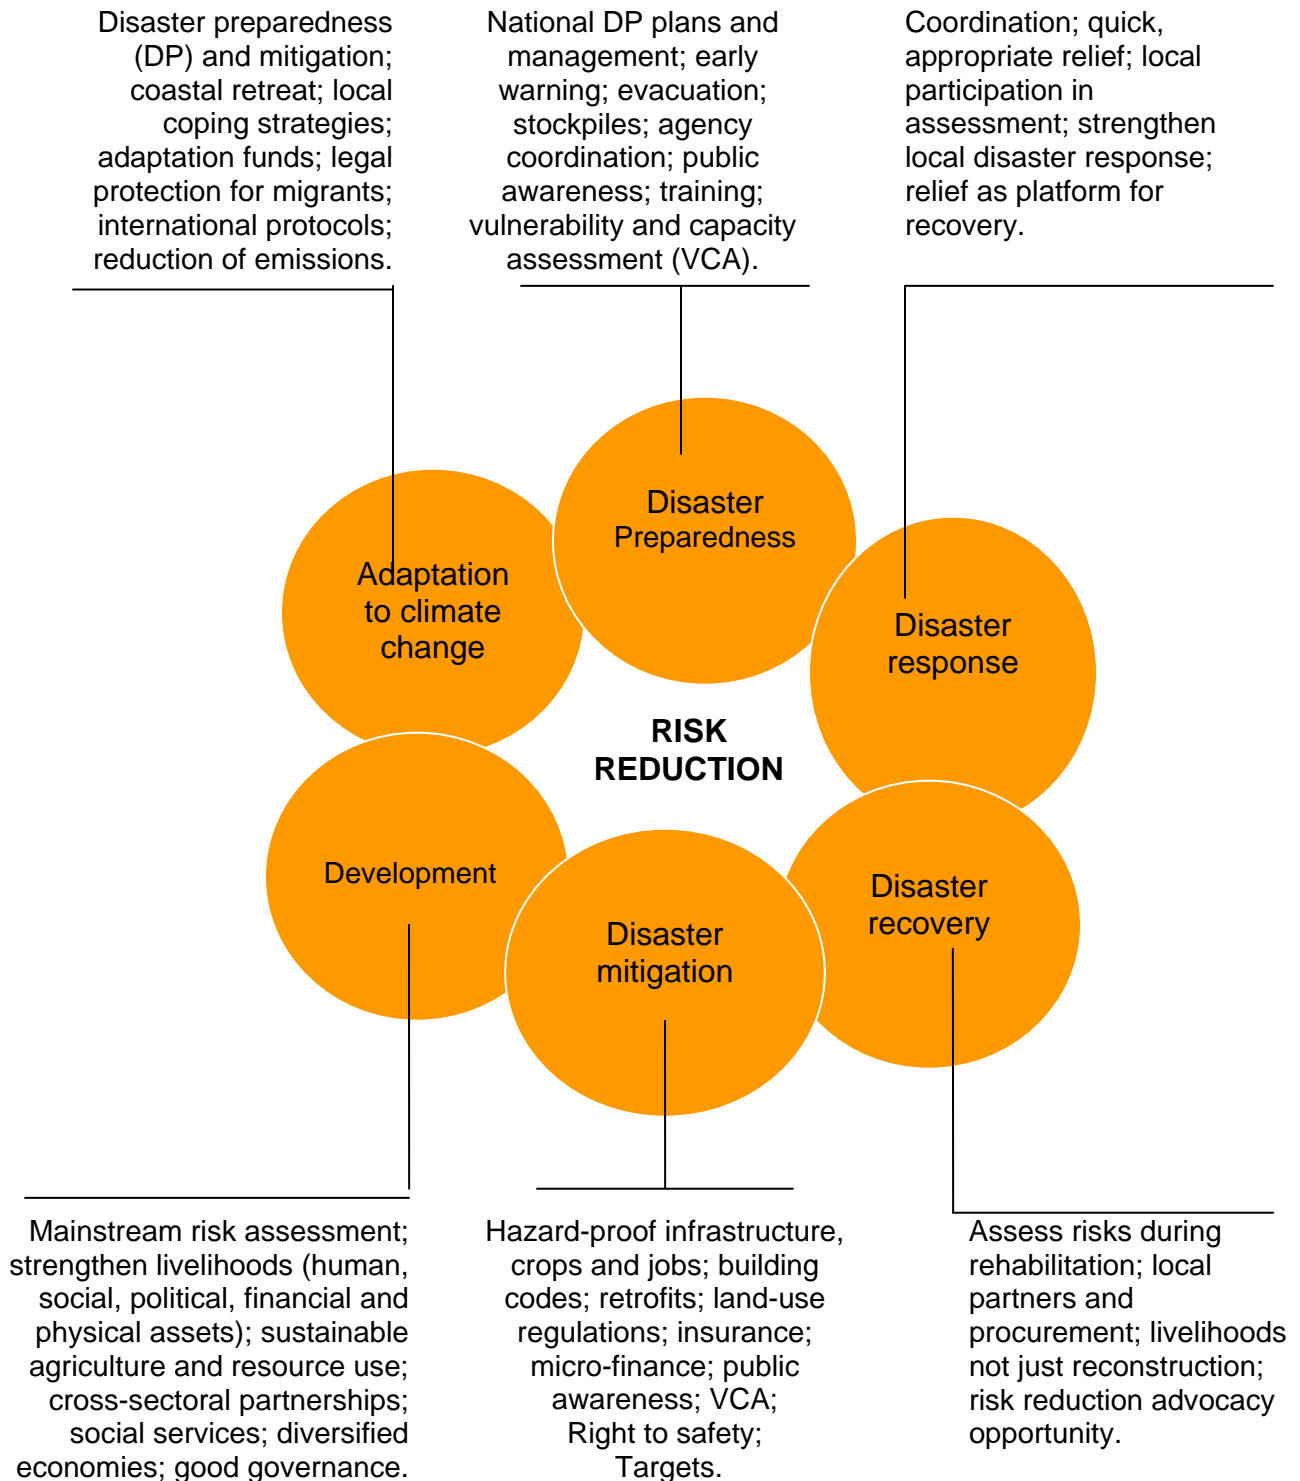 Disaster preparedness
(DP) and mitigation;
coastal retreat; local
coping strategies;
adaptation funds; legal
protection for migrants;
international protocols;
reduction of emissions.
National DP plans and
management; early
warning; evacuation;
stockpiles; agency
coordination; public
awareness; training;
vulnerability and capacity
assessment (VCA).
Coordination; quick,
appropriate relief; local
participation in
assessment; strengthen
local disaster response;
relief as platform for
recovery.
Adaptation
to climate
change
Disaster
Preparedness
Disaster
response
RISK
REDUCTION
Development
Disaster
mitigation
Disaster
recovery
Mainstream risk assessment;
strengthen livelihoods (human,
social, political, financial and
physical assets); sustainable
agriculture and resource use;
cross-sectoral partnerships;
social services; diversified
economies; good governance.
Hazard-proof infrastructure,
crops and jobs; building
codes; retrofits; land-use
regulations; insurance;
micro-finance; public
awareness; VCA;
Right to safety;
Targets.
Assess risks during
rehabilitation; local
partners and
procurement; livelihoods
not just reconstruction;
risk reduction advocacy
opportunity.